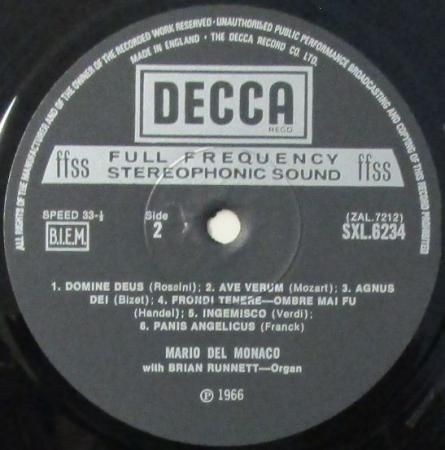 ALL RIGHTS OF THE MANUFACTURER AND OF THE OWNER OF THE RECORDED WORK RESERVED · UNAUTHORISED PUBLIC PERFORMANCE BROADCASTING AND COPYING OF THIS RECORD PROHIBITED
MADE IN ENGLAND · THE DECCA RECORD CO. LTD.
DECCA
REGD
ffss FULL FREQUENCY ffss
STEREOPHONIC SOUND
SPEED 33-⅓ Side (ZAL.7212)
B.I.E.M. 2 SXL.6234
1. DOMINE DEUS (Rossini); 2. AVE VERUM (Mozart); 3. AGNUS
DEI (Bizet); 4. FRONDI TENERE—OMBRE MAI FU
(Handel); 5. INGEMISCO (Verdi);
6. PANIS ANGELICUS (Franck)
MARIO DEL MONACO
with BRIAN RUNNETT—Organ
Ⓟ 1966